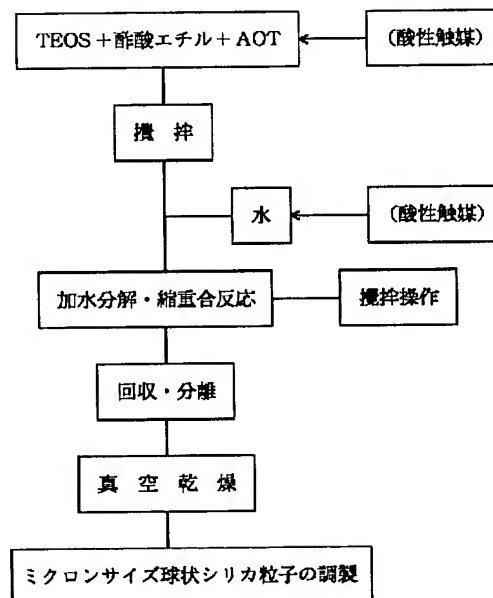 TEOS＋酢酸エチル＋AOT
（酸性触媒）
攪　拌
水
（酸性触媒）
加水分解・縮重合反応
攪拌操作
回収・分離
真　空　乾　燥
ミクロンサイズ球状シリカ粒子の調製